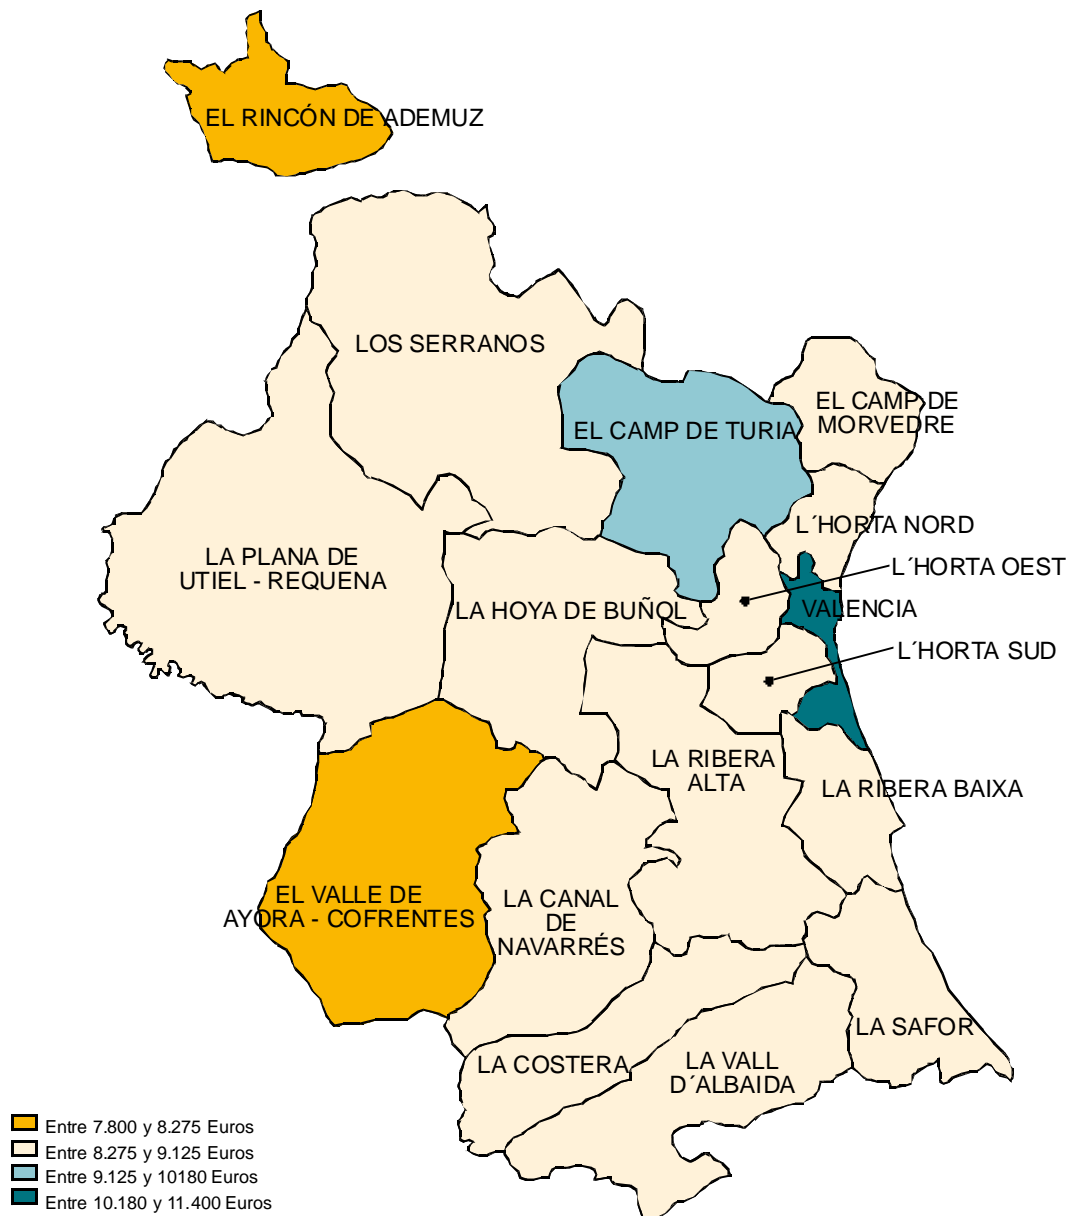 EL RINCÓN DE ADEMUZ
LOS SERRANOS
EL CAMP DE
MORVEDRE
EL CAMP DE TURIA
L´HORTA NORD
LA PLANA DE
UTIEL - REQUENA
L´HORTA OEST
LA HOYA DE BUÑOL
VALENCIA
L´HORTA SUD
LA RIBERA
ALTA
LA RIBERA BAIXA
EL VALLE DE
AYORA - COFRENTES
LA CANAL
DE
NAVARRÉS
LA SAFOR
LA COSTERA
LA VALL
D´ALBAIDA
Entre 7.800 y 8.275 Euros
Entre 8.275 y 9.125 Euros
Entre 9.125 y 10180 Euros
Entre 10.180 y 11.400 Euros